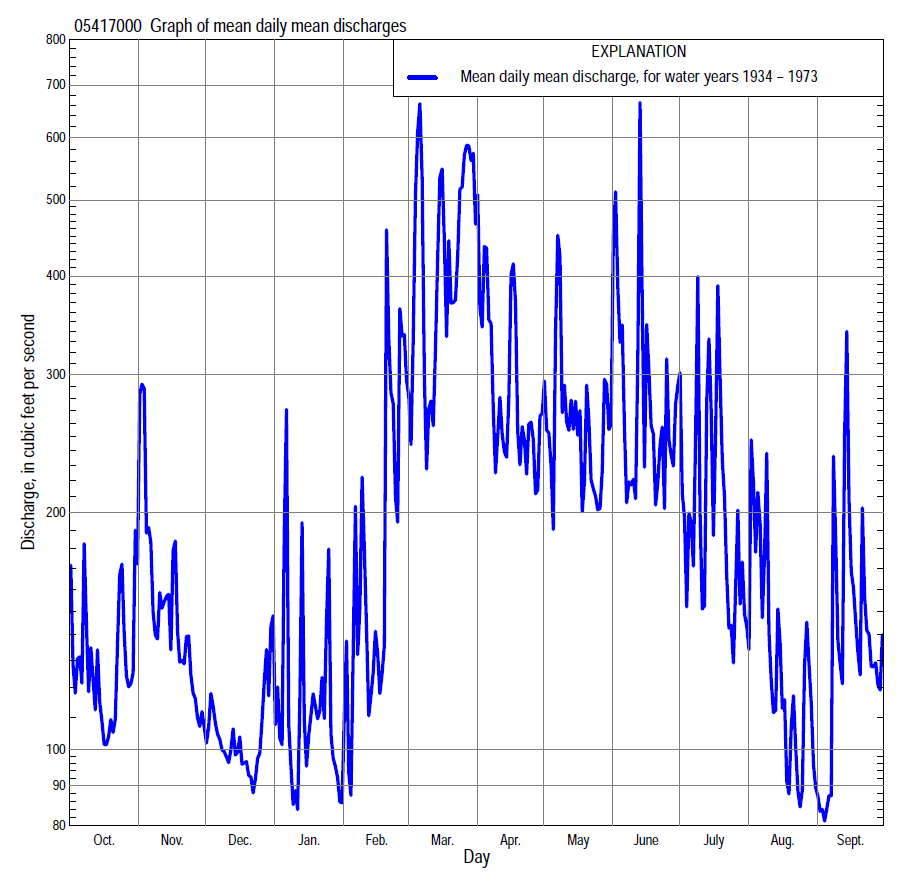 05417000 Graph of mean daily mean discharges
EXPLANATION
Mean daily mean discharge, for water years 1934 – 1973
Discharge, in cubic feet per second
800
700
600
500
400
300
200
100
90
80
Oct. Nov. Dec. Jan. Feb. Mar. Apr. May June July Aug. Sept.
Day